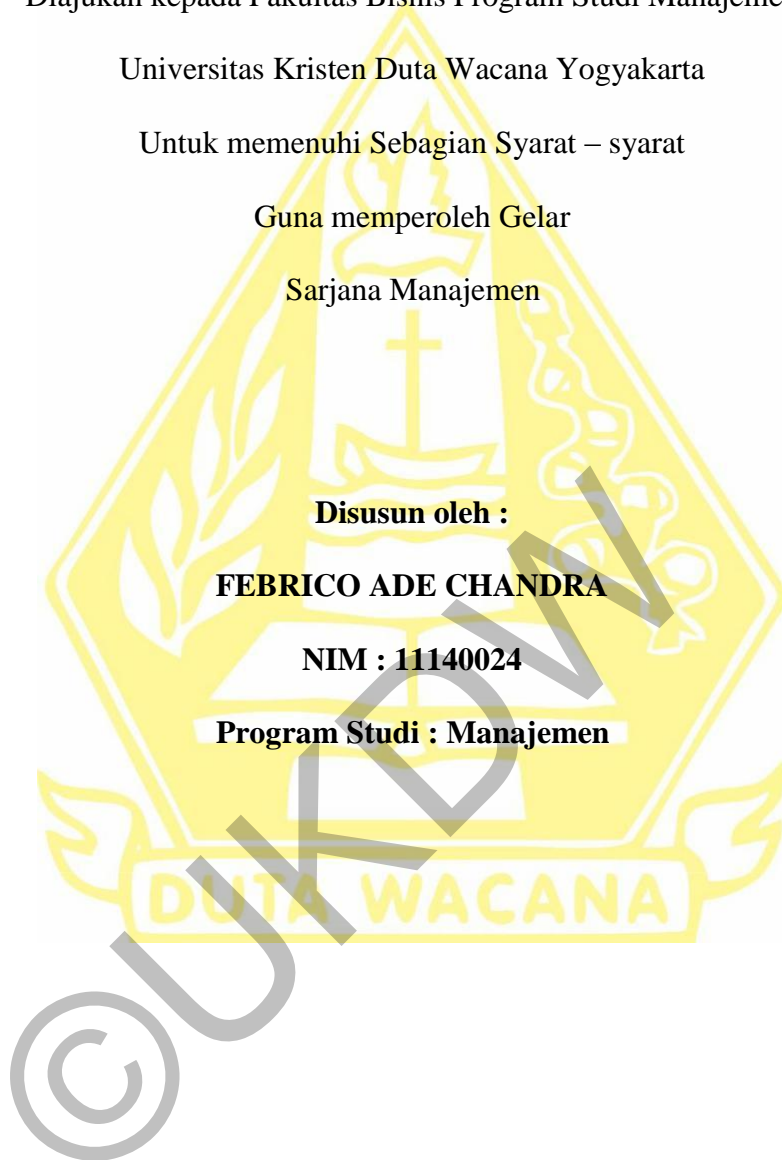 Diajukan kepada Fakultas Bisnis Program Studi Manajeme
Universitas Kristen Duta Wacana Yogyakarta
Untuk memenuhi Sebagian Syarat – syarat
Guna memperoleh Gelar
Sarjana Manajemen
Disusun oleh :
FEBRICO ADE CHANDRA
NIM : 11140024
Program Studi : Manajemen
DUTA WACANA
©UKDW